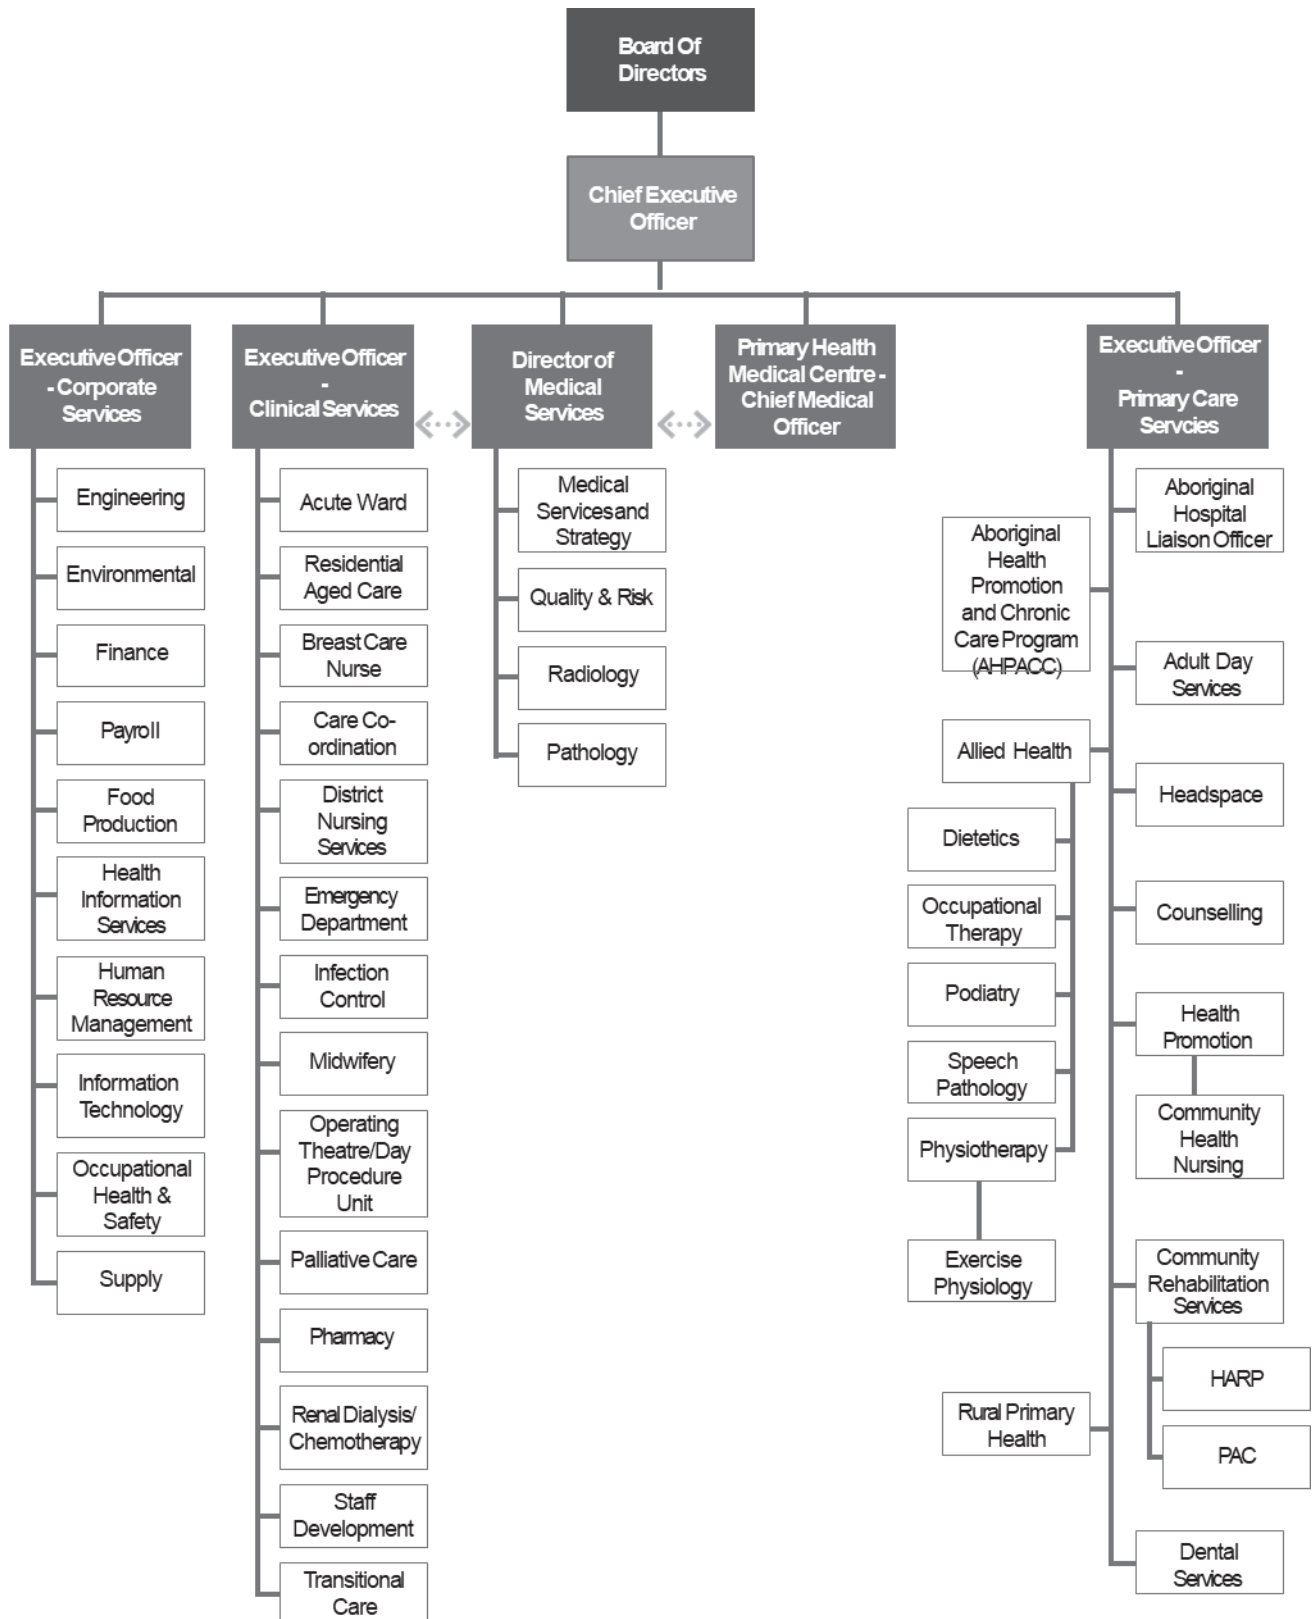 Board Of
Directors
Chief Executive
Officer
Executive Officer
- Corporate
Services
Executive Officer
-
Clinical Services
Director of
Medical
Services
Primary Health
Medical Centre -
Chief Medical
Officer
Executive Officer
-
Primary Care
Servcies
Engineering
Environmental
Finance
Payroll
Food
Production
Health
Information
Services
Human
Resource
Management
Information
Technology
Occupational
Health &
Safety
Supply
Acute Ward
Residential
Aged Care
Breast Care
Nurse
Care Co-
ordination
District
Nursing
Services
Emergency
Department
Infection
Control
Midwifery
Operating
Theatre/Day
Procedure
Unit
Palliative Care
Pharmacy
Renal Dialysis/
Chemotherapy
Staff
Development
Transitional
Care
Medical
Services and
Strategy
Quality & Risk
Radiology
Pathology
Aboriginal
Health
Promotion
and Chronic
Care Program
(AHPACC)
Allied Health
Dietetics
Occupational
Therapy
Podiatry
Speech
Pathology
Physiotherapy
Exercise
Physiology
Rural Primary
Health
Aboriginal
Hospital
Liaison Officer
Adult Day
Services
Headspace
Counselling
Health
Promotion
Community
Health
Nursing
Community
Rehabilitation
Services
HARP
PAC
Dental
Services